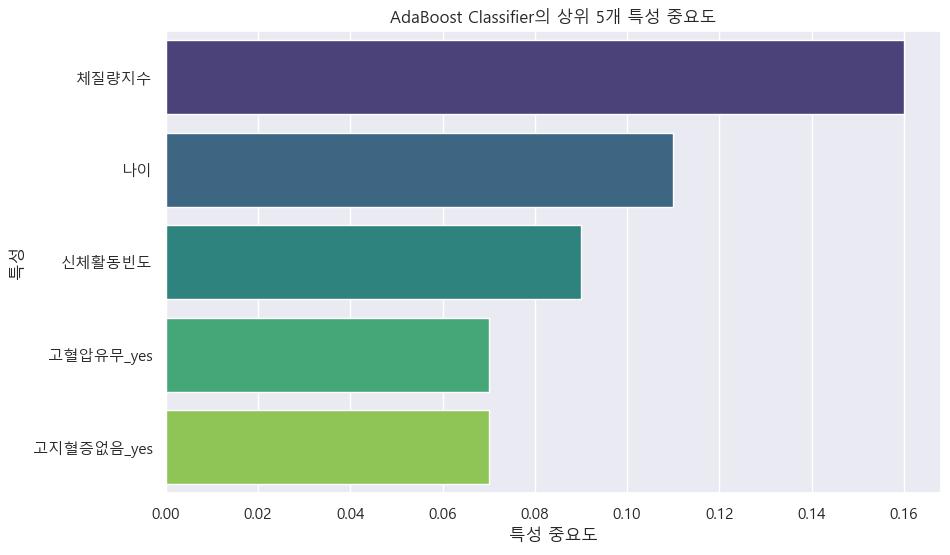 AdaBoost Classifier의 상위 5개 특성 중요도
체질량지수
나이
신체활동빈도
고혈압유무_yes
고지혈증없음_yes
특성
0.00 0.02 0.04 0.06 0.08 0.10 0.12 0.14 0.16
특성 중요도